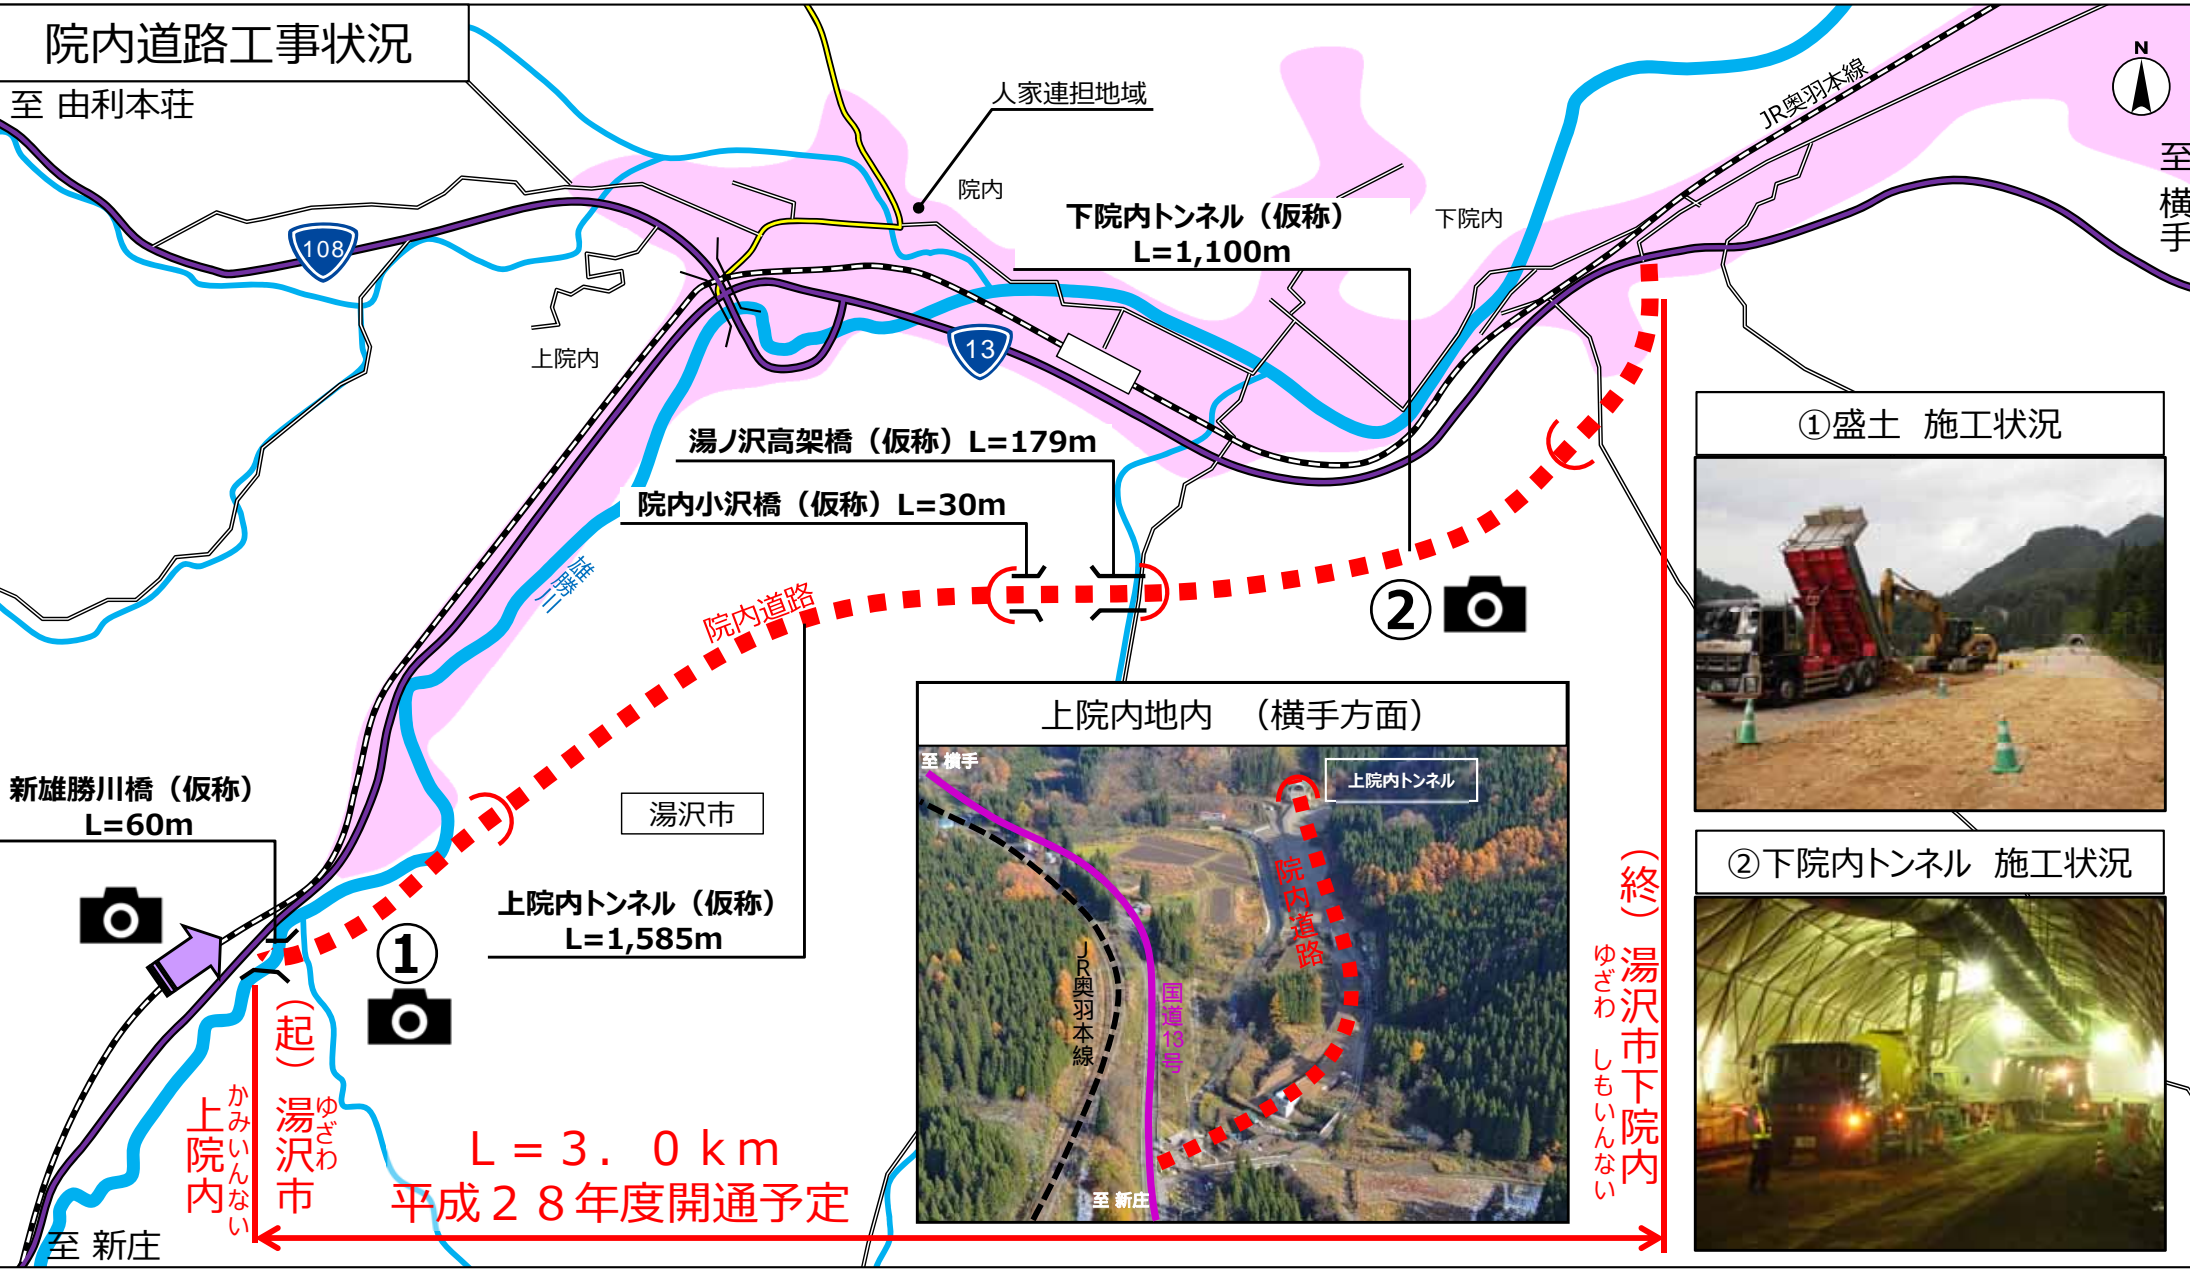 院内道路工事状況
至 由利本荘
人家連担地域
院内
JR奥羽本線
N
至 横手
108
下院内トンネル（仮称）
L=1,100m
下院内
上院内
13
湯ノ沢高架橋（仮称）L=179m
院内小沢橋（仮称）L=30m
雄勝川
院内道路
②
新雄勝川橋（仮称）
L=60m
湯沢市
上院内トンネル（仮称）
L=1,585m
①
（起）湯沢市
ゆざわ
上院内
かみいんない
至 新庄
L＝3．0km
平成２８年度開通予定
（終）湯沢市下院内
ゆざわ しもいんない
上院内地内 （横手方面）
至 横手
上院内トンネル
院内道路
JR奥羽本線
国道13号
至 新庄
①盛土 施工状況
②下院内トンネル 施工状況